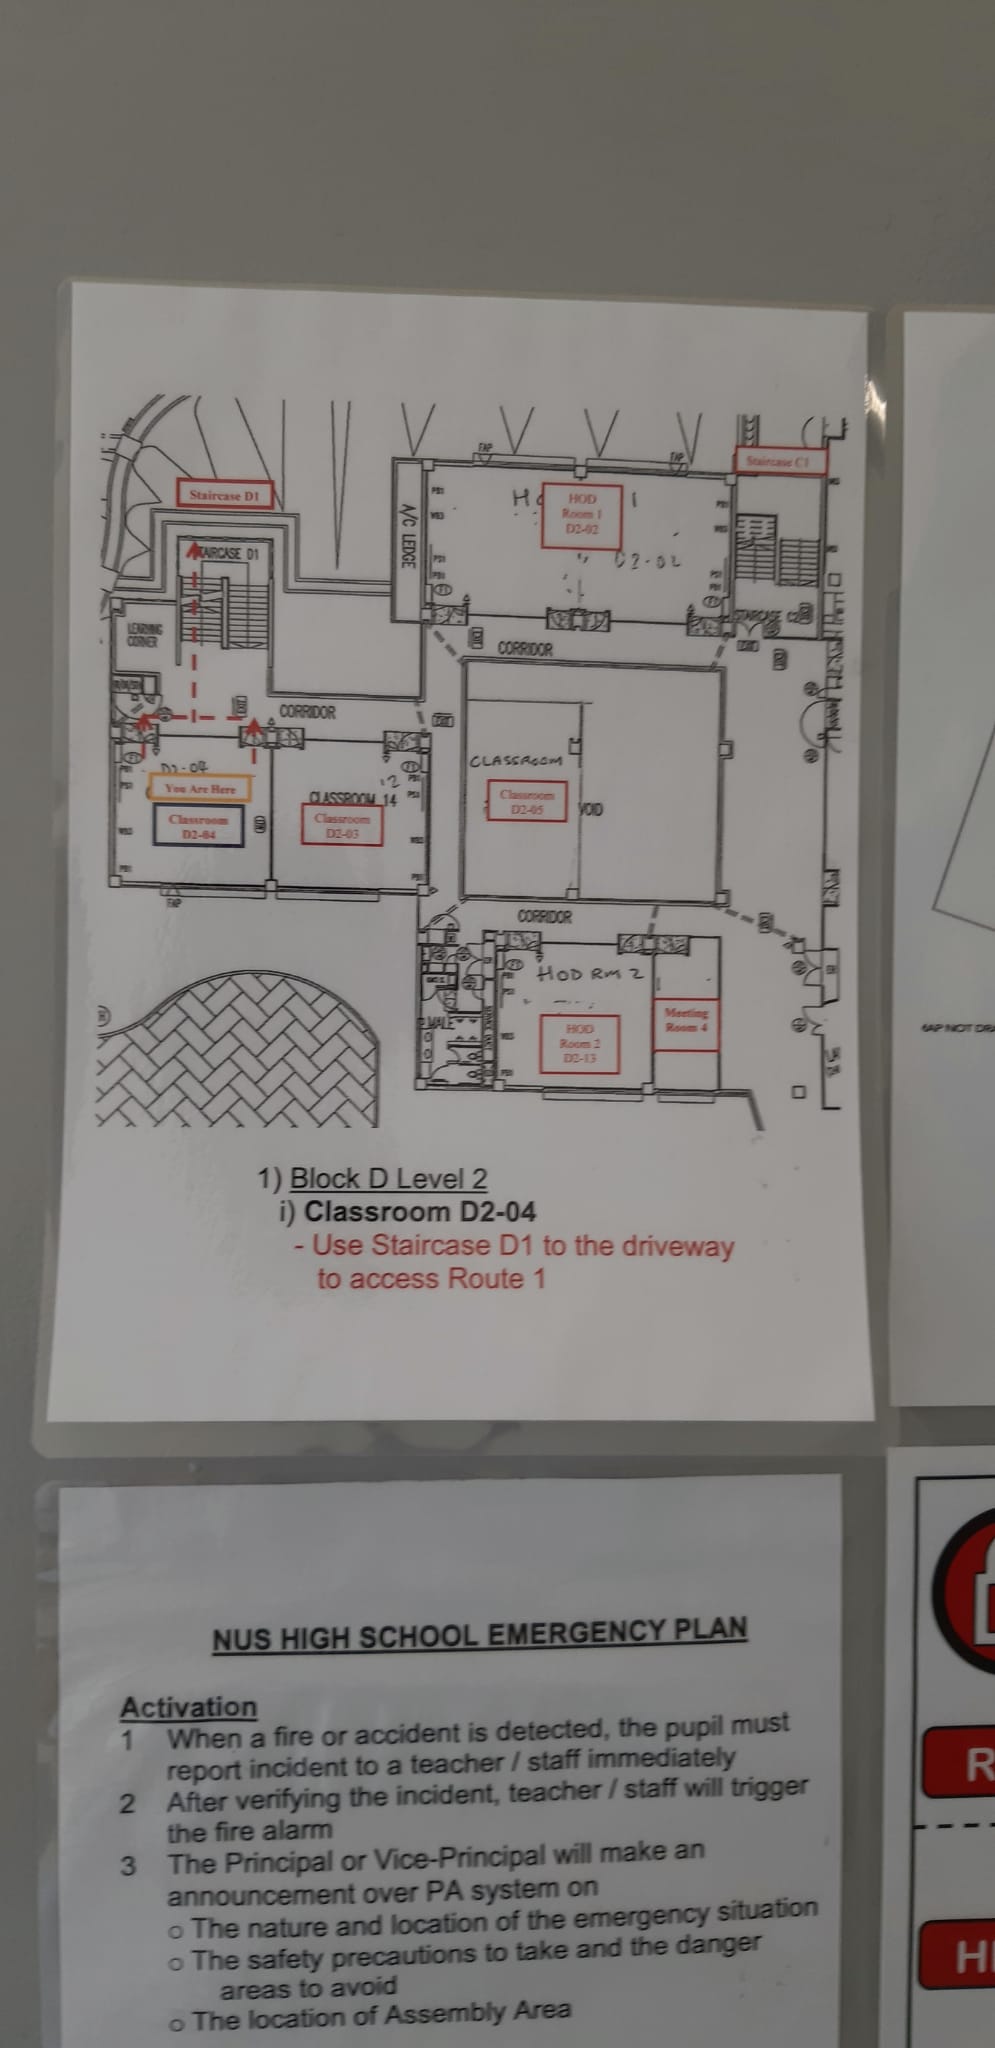 Staircase D1
STAIRCASE D1
LEARNING
CORNER
CORRIDOR
A/C LEDGE
FAP
FAP
HOD
Room 1
D2-02
D2-02
Staircase C1
STAIRCASE C2
CORRIDOR
D2-04
You Are Here
Classroom
D2-04
CLASSROOM 14
Classroom
D2-03
CLASSROOM
Classroom
D2-05
VOID
FAP
CORRIDOR
HOD RM 2
HOD
Room 2
D2-13
Meeting
Room 4
MALE
1) Block D Level 2
i) Classroom D2-04
- Use Staircase D1 to the driveway
to access Route 1
NUS HIGH SCHOOL EMERGENCY PLAN
Activation
1 When a fire or accident is detected, the pupil must
report incident to a teacher / staff immediately
2 After verifying the incident, teacher / staff will trigger
the fire alarm
3 The Principal or Vice-Principal will make an
announcement over PA system on
o The nature and location of the emergency situation
o The safety precautions to take and the danger
areas to avoid
o The location of Assembly Area